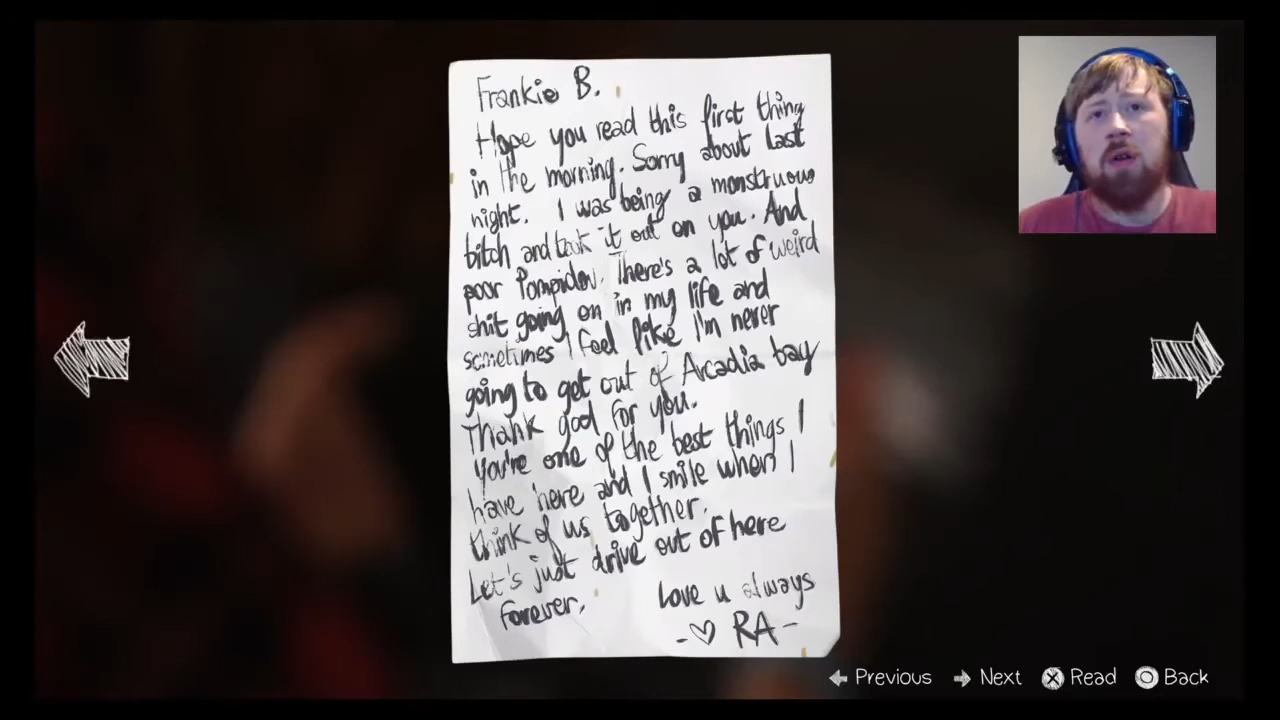 Frankie B.
Hope you read this first thing
in the morning. Sorry about last
night. I was being a monstruous
bitch and took it out on you. And
poor Pompidou. There's a lot of weird
shit going on in my life and
sometimes I feel like I'm never
going to get out of Arcadia bay
Thank god for you.
You're one of the best things I
have here and I smile when I
think of us together.
Let's just drive out of here
forever.
Love u always
-♡ RA-
Previous
Next
Read
Back